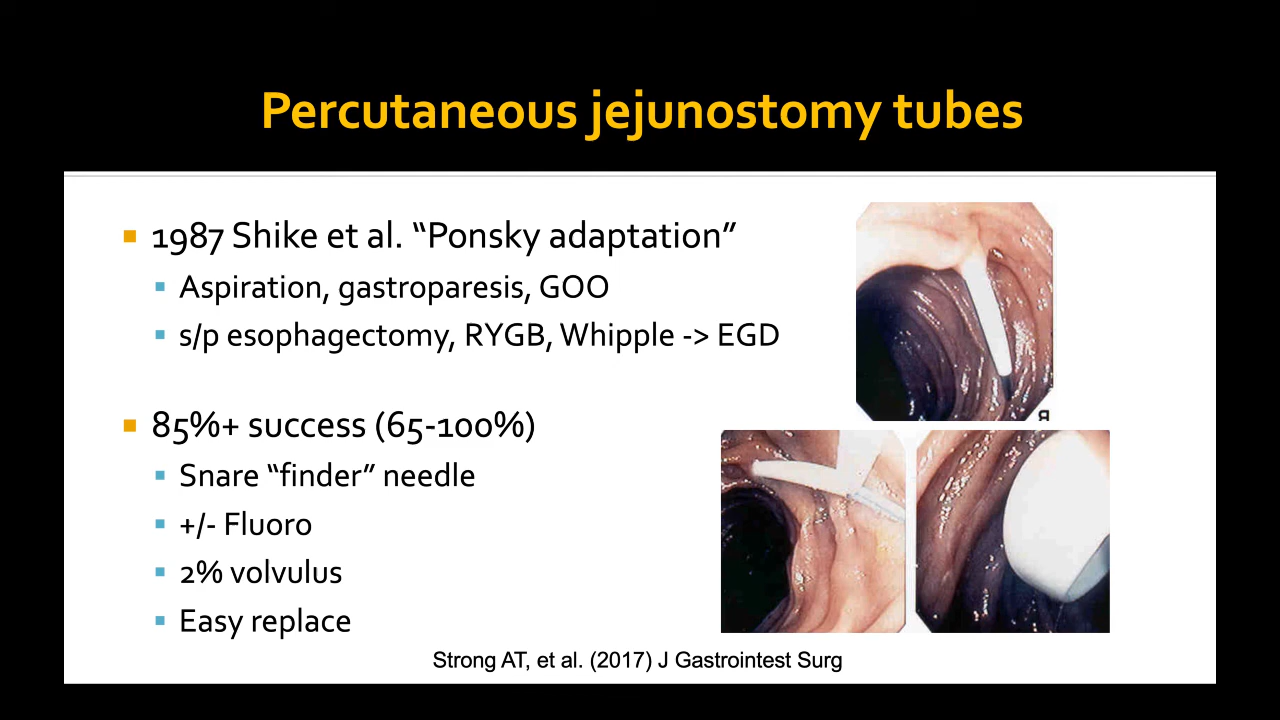 Percutaneous jejunostomy tubes
1987 Shike et al. “Ponsky adaptation”
Aspiration, gastroparesis, GOO
s/p esophagectomy, RYGB, Whipple -> EGD
85%+ success (65-100%)
Snare “finder” needle
+/- Fluoro
2% volvulus
Easy replace
Strong AT, et al. (2017) J Gastrointest Surg